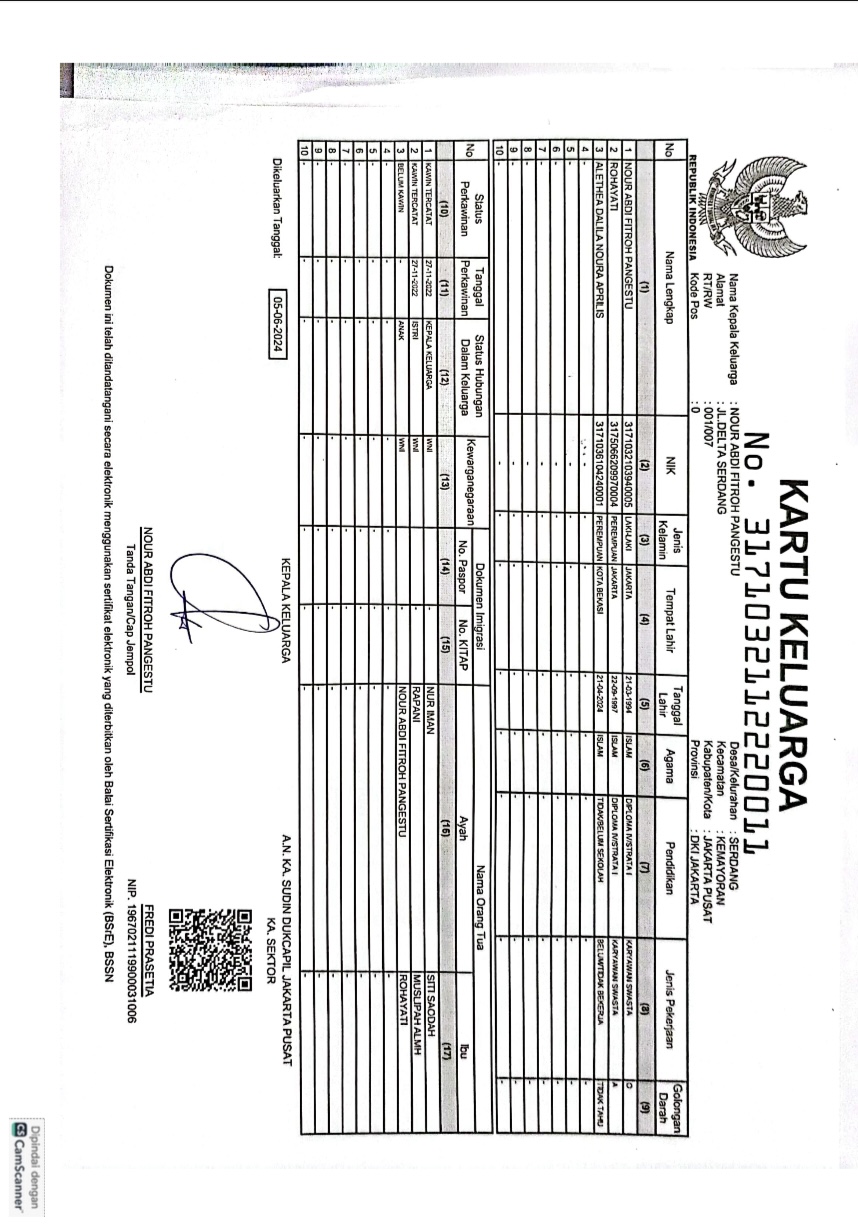 KARTU KELUARGA
No. 3171032112220011
REPUBLIK INDONESIA
Nama Kepala Keluarga : NOUR ABDI FITROH PANGESTU
Alamat : JL.DELTA SERDANG
RT/RW : 001/007
Kode Pos : 0
Desa/Kelurahan : SERDANG
Kecamatan : KEMAYORAN
Kabupaten/Kota : JAKARTA PUSAT
Provinsi : DKI JAKARTA
No Nama Lengkap NIK Jenis Kelamin Tempat Lahir Tanggal Lahir Agama Pendidikan Jenis Pekerjaan Golongan Darah
(1) (2) (3) (4) (5) (6) (7) (8) (9)
1 NOUR ABDI FITROH PANGESTU 3171032103940005 LAKI-LAKI JAKARTA 21-03-1994 ISLAM DIPLOMA IV/STRATA I KARYAWAN SWASTA O
2 ROHAYATI 3175066209970004 PEREMPUAN JAKARTA 22-09-1997 ISLAM DIPLOMA IV/STRATA I KARYAWAN SWASTA A
3 ALETHEA DALILA NOURA APRILIS 3171036104240001 PEREMPUAN KOTA BEKASI 21-04-2024 ISLAM TIDAK/BELUM SEKOLAH BELUM/TIDAK BEKERJA TIDAK TAHU
4 - - - - - - - - -
5 - - - - - - - - -
6 - - - - - - - - -
7 - - - - - - - - -
8 - - - - - - - - -
9 - - - - - - - - -
10 - - - - - - - - -
No Status Perkawinan Tanggal Perkawinan Status Hubungan Dalam Keluarga Kewarganegaraan Dokumen Imigrasi Nama Orang Tua
No. Paspor No. KITAP Ayah Ibu
(10) (11) (12) (13) (14) (15) (16) (17)
1 KAWIN TERCATAT 27-11-2022 KEPALA KELUARGA WNI - - NUR IMAN SITI SAODAH
2 KAWIN TERCATAT 27-11-2022 ISTRI WNI - - RAPANI MUSLIPAH ALMH
3 BELUM KAWIN - ANAK WNI - - NOUR ABDI FITROH PANGESTU ROHAYATI
4 - - - - - - - -
5 - - - - - - - -
6 - - - - - - - -
7 - - - - - - - -
8 - - - - - - - -
9 - - - - - - - -
10 - - - - - - - -
Dikeluarkan Tanggal: 05-06-2024
KEPALA KELUARGA
NOUR ABDI FITROH PANGESTU
Tanda Tangan/Cap Jempol
A.N. KA. SUDIN DUKCAPIL JAKARTA PUSAT
KA. SEKTOR
FREDI PRASETIA
NIP. 196702111990031006
Dokumen ini telah ditandatangani secara elektronik menggunakan sertifikat elektronik yang diterbitkan oleh Balai Sertifikasi Elektronik (BSrE), BSSN
Dipindai dengan
CS CamScanner